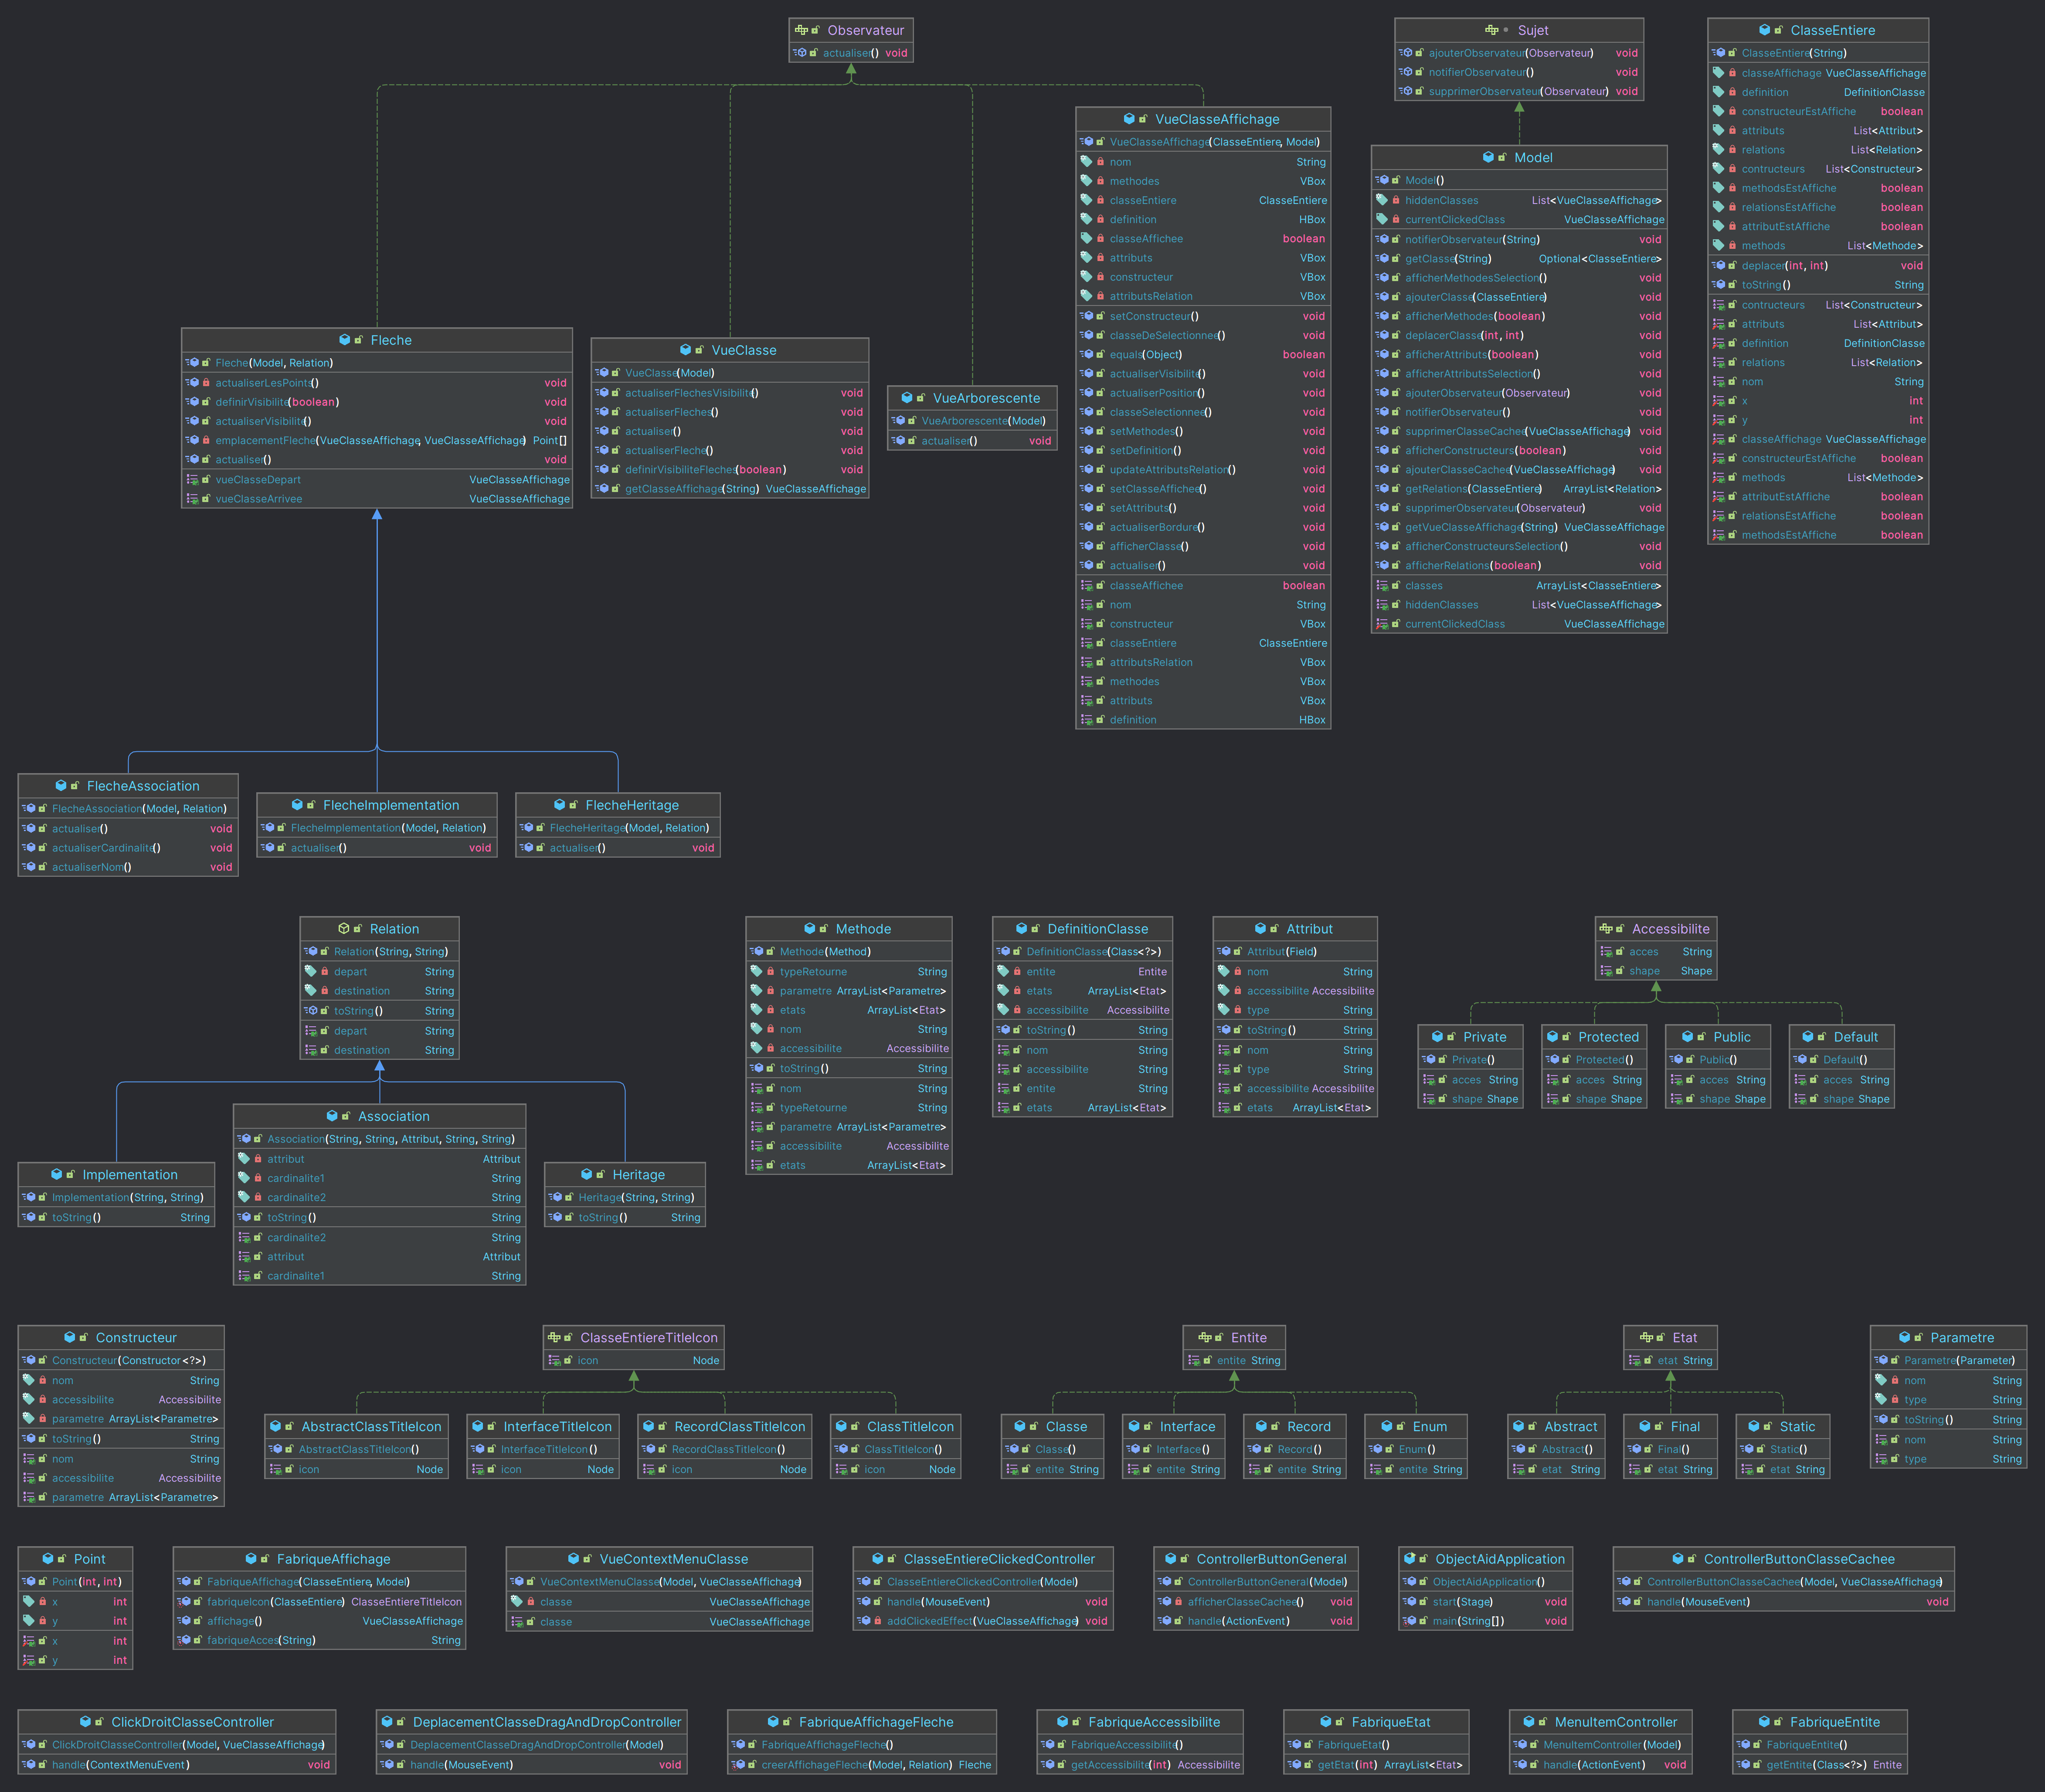 Observateur
actualiser() void
Sujet
ajouterObservateur(Observateur) void
notifierObservateur() void
supprimerObservateur(Observateur) void
ClasseEntiere
ClasseEntiere(String)
classeAffichage VueClasseAffichage
definition DefinitionClasse
constructeurEstAffiche boolean
attributs List<Attribut>
relations List<Relation>
contructeurs List<Constructeur>
methodsEstAffiche boolean
relationsEstAffiche boolean
attributEstAffiche boolean
methods List<Methode>
deplacer(int, int) void
toString() String
contructeurs List<Constructeur>
attributs List<Attribut>
definition DefinitionClasse
relations List<Relation>
nom String
x int
y int
classeAffichage VueClasseAffichage
constructeurEstAffiche boolean
methods List<Methode>
attributEstAffiche boolean
relationsEstAffiche boolean
methodsEstAffiche boolean
VueClasseAffichage
VueClasseAffichage(ClasseEntiere, Model)
nom String
methodes VBox
classeEntiere ClasseEntiere
definition HBox
classeAffichee boolean
attributs VBox
constructeur VBox
attributsRelation VBox
setConstructeur() void
classeDeSelectionnee() void
equals(Object) boolean
actualiserVisibilite() void
actualiserPosition() void
classeSelectionnee() void
setMethodes() void
setDefinition() void
updateAttributsRelation() void
setClasseAffichee() void
setAttributs() void
actualiserBordure() void
afficherClasse() void
actualiser() void
classeAffichee boolean
nom String
constructeur VBox
classeEntiere ClasseEntiere
attributsRelation VBox
methodes VBox
attributs VBox
definition HBox
Model
Model()
hiddenClasses List<VueClasseAffichage>
currentClickedClass VueClasseAffichage
notifierObservateur(String) void
getClasse(String) Optional<ClasseEntiere>
afficherMethodesSelection() void
ajouterClasse(ClasseEntiere) void
afficherMethodes(boolean) void
deplacerClasse(int, int) void
afficherAttributs(boolean) void
afficherAttributsSelection() void
ajouterObservateur(Observateur) void
notifierObservateur() void
supprimerClasseCachee(VueClasseAffichage) void
afficherConstructeurs(boolean) void
ajouterClasseCachee(VueClasseAffichage) void
getRelations(ClasseEntiere) ArrayList<Relation>
supprimerObservateur(Observateur) void
getVueClasseAffichage(String) VueClasseAffichage
afficherConstructeursSelection() void
afficherRelations(boolean) void
classes ArrayList<ClasseEntiere>
hiddenClasses List<VueClasseAffichage>
currentClickedClass VueClasseAffichage
Fleche
Fleche(Model, Relation)
actualiserLesPoints() void
definirVisibilite(boolean) void
actualiserVisibilite() void
emplacementFleche(VueClasseAffichage, VueClasseAffichage) Point[]
actualiser() void
vueClasseDepart VueClasseAffichage
vueClasseArrivee VueClasseAffichage
VueClasse
VueClasse(Model)
actualiserFlechesVisibilite() void
actualiserFleches() void
actualiser() void
actualiserFleche() void
definirVisibiliteFleches(boolean) void
getClasseAffichage(String) VueClasseAffichage
VueArborescente
VueArborescente(Model)
actualiser() void
FlecheAssociation
FlecheAssociation(Model, Relation)
actualiser() void
actualiserCardinalite() void
actualiserNom() void
FlecheImplementation
FlecheImplementation(Model, Relation)
actualiser() void
FlecheHeritage
FlecheHeritage(Model, Relation)
actualiser() void
Relation
Relation(String, String)
depart String
destination String
toString() String
depart String
destination String
Methode
Methode(Method)
typeRetourne String
parametre ArrayList<Parametre>
etats ArrayList<Etat>
nom String
accessibilite Accessibilite
toString() String
nom String
typeRetourne String
parametre ArrayList<Parametre>
accessibilite Accessibilite
etats ArrayList<Etat>
DefinitionClasse
DefinitionClasse(Class<?>)
entite Entite
etats ArrayList<Etat>
accessibilite Accessibilite
toString() String
nom String
accessibilite String
entite String
etats ArrayList<Etat>
Attribut
Attribut(Field)
nom String
accessibilite Accessibilite
type String
toString() String
nom String
type String
accessibilite Accessibilite
etats ArrayList<Etat>
Accessibilite
acces String
shape Shape
Private
Private()
acces String
shape Shape
Protected
Protected()
acces String
shape Shape
Public
Public()
acces String
shape Shape
Default
Default()
acces String
shape Shape
Implementation
Implementation(String, String)
toString() String
Association
Association(String, String, Attribut, String, String)
attribut Attribut
cardinalite1 String
cardinalite2 String
toString() String
cardinalite2 String
attribut Attribut
cardinalite1 String
Heritage
Heritage(String, String)
toString() String
Constructeur
Constructeur(Constructor<?>)
nom String
accessibilite Accessibilite
parametre ArrayList<Parametre>
toString() String
nom String
accessibilite Accessibilite
parametre ArrayList<Parametre>
ClasseEntiereTitleIcon
icon Node
AbstractClassTitleIcon
AbstractClassTitleIcon()
icon Node
InterfaceTitleIcon
InterfaceTitleIcon()
icon Node
RecordClassTitleIcon
RecordClassTitleIcon()
icon Node
ClassTitleIcon
ClassTitleIcon()
icon Node
Entite
entite String
Classe
Classe()
entite String
Interface
Interface()
entite String
Record
Record()
entite String
Enum
Enum()
entite String
Etat
etat String
Abstract
Abstract()
etat String
Final
Final()
etat String
Static
Static()
etat String
Parametre
Parametre(Parameter)
nom String
type String
toString() String
nom String
type String
Point
Point(int, int)
x int
y int
x int
y int
FabriqueAffichage
FabriqueAffichage(ClasseEntiere, Model)
fabriqueIcon(ClasseEntiere) ClasseEntiereTitleIcon
affichage() VueClasseAffichage
fabriqueAcces(String) String
VueContextMenuClasse
VueContextMenuClasse(Model, VueClasseAffichage)
classe VueClasseAffichage
classe VueClasseAffichage
ClasseEntiereClickedController
ClasseEntiereClickedController(Model)
handle(MouseEvent) void
addClickedEffect(VueClasseAffichage) void
ControllerButtonGeneral
ControllerButtonGeneral(Model)
afficherClasseCachee() void
handle(ActionEvent) void
ObjectAidApplication
ObjectAidApplication()
start(Stage) void
main(String[]) void
ControllerButtonClasseCachee
ControllerButtonClasseCachee(Model, VueClasseAffichage)
handle(MouseEvent) void
ClickDroitClasseController
ClickDroitClasseController(Model, VueClasseAffichage)
handle(ContextMenuEvent) void
DeplacementClasseDragAndDropController
DeplacementClasseDragAndDropController(Model)
handle(MouseEvent) void
FabriqueAffichageFleche
FabriqueAffichageFleche()
creerAffichageFleche(Model, Relation) Fleche
FabriqueAccessibilite
FabriqueAccessibilite()
getAccessibilite(int) Accessibilite
FabriqueEtat
FabriqueEtat()
getEtat(int) ArrayList<Etat>
MenuItemController
MenuItemController(Model)
handle(ActionEvent) void
FabriqueEntite
FabriqueEntite()
getEntite(Class<?>) Entite